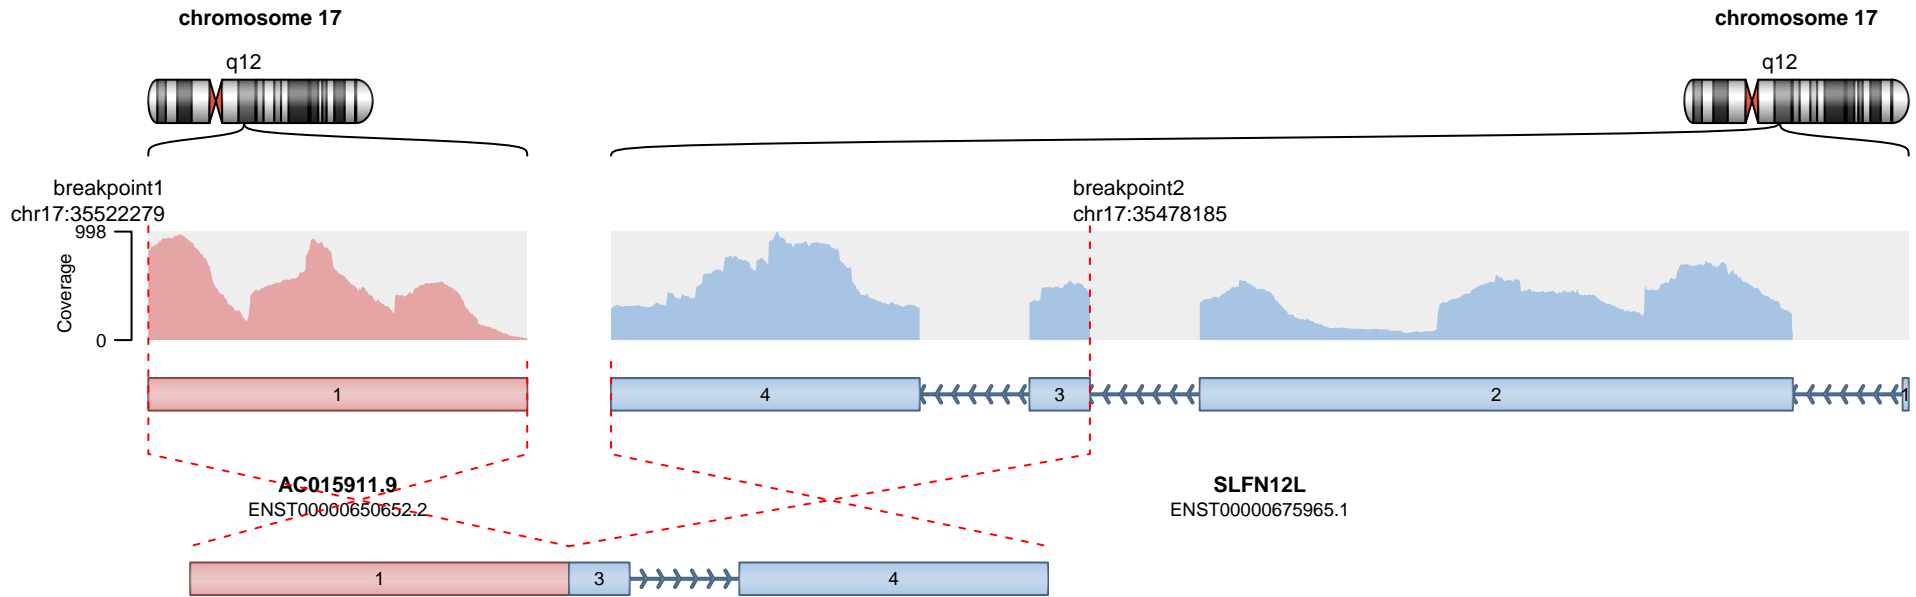 chromosome 17
chromosome 17
q12
q12
breakpoint1
chr17:35522279
breakpoint2
chr17:35478185
998
Coverage
0
1
4
3
2
1
AC015911.9
ENST00000650652.2
SLFN12L
ENST00000675965.1
1
3
4